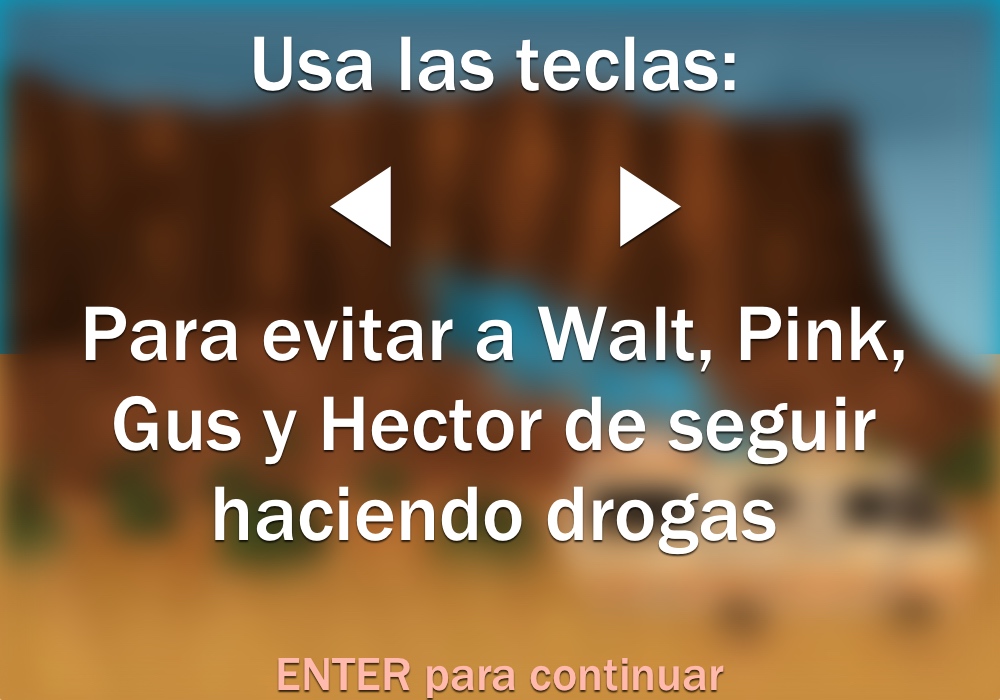 Usa las teclas:
Para evitar a Walt, Pink,
Gus y Hector de seguir
haciendo drogas
ENTER para continuar